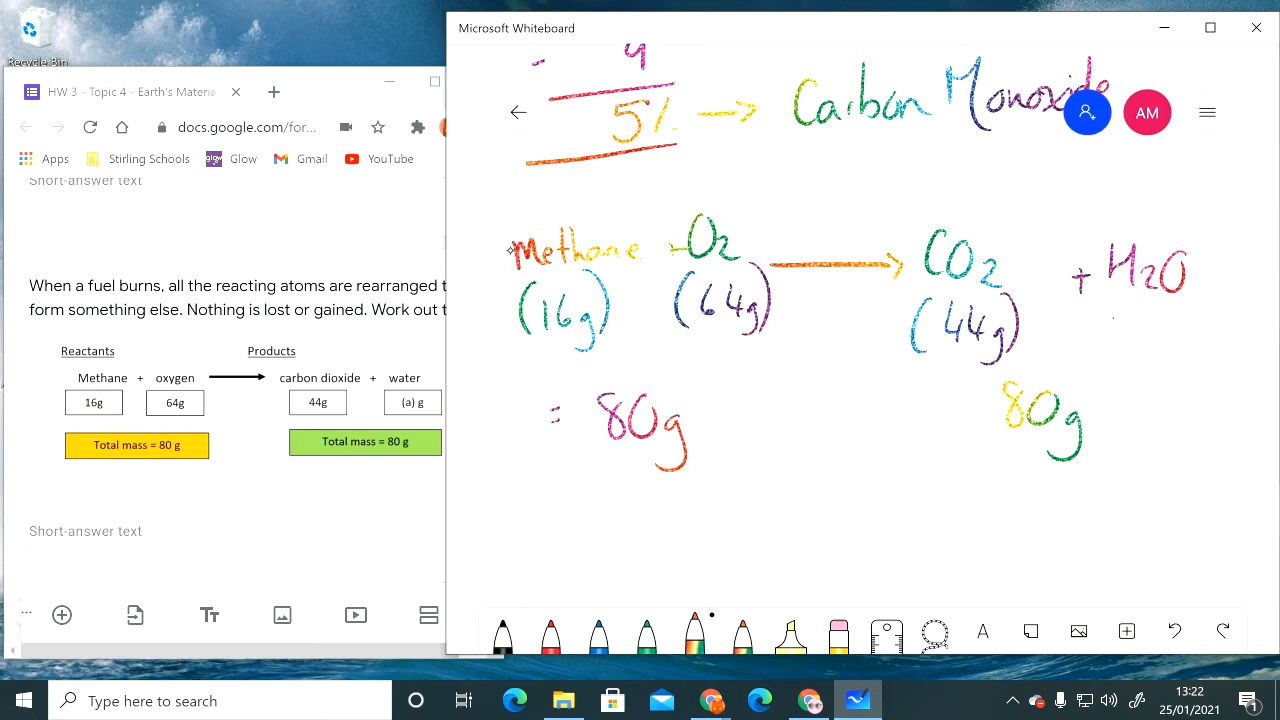 Recycle Bin
Microsoft Whiteboard
HW 3 - Topic 4 - Earth's Materia
docs.google.com/for...
Apps Stirling Schools glow Glow Gmail YouTube
Short-answer text
When a fuel burns, all the reacting atoms are rearranged t
form something else. Nothing is lost or gained. Work out t
Reactants Products
Methane + oxygen carbon dioxide + water
16g 64g 44g (a) g
Total mass = 80 g Total mass = 80 g
Short-answer text
Tт
- 4
5% → Carbon Monoxide
AM
Methane + O2 → CO2 + H2O
(16g) (64g) (44g)
= 80g 80g
A
Type here to search
13:22
25/01/2021
1